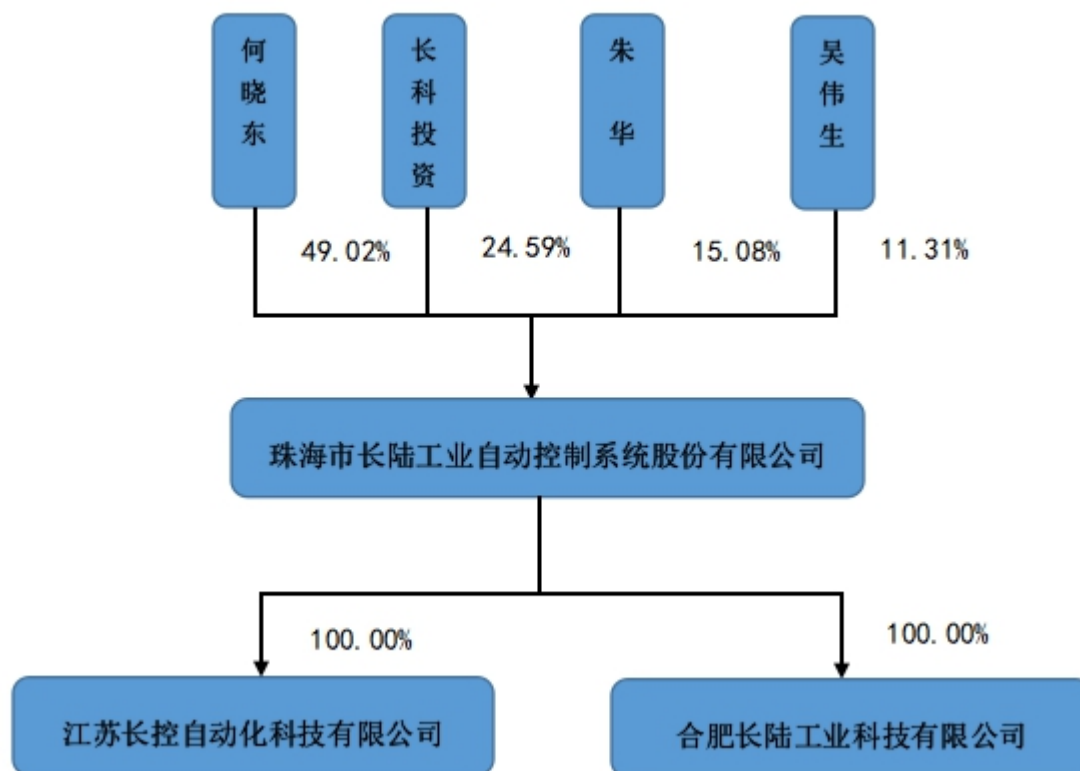 何晓东
长科投资
朱华
吴伟生
49.02%
24.59%
15.08%
11.31%
珠海市长陆工业自动控制系统股份有限公司
100.00%
100.00%
江苏长控自动化科技有限公司
合肥长陆工业科技有限公司